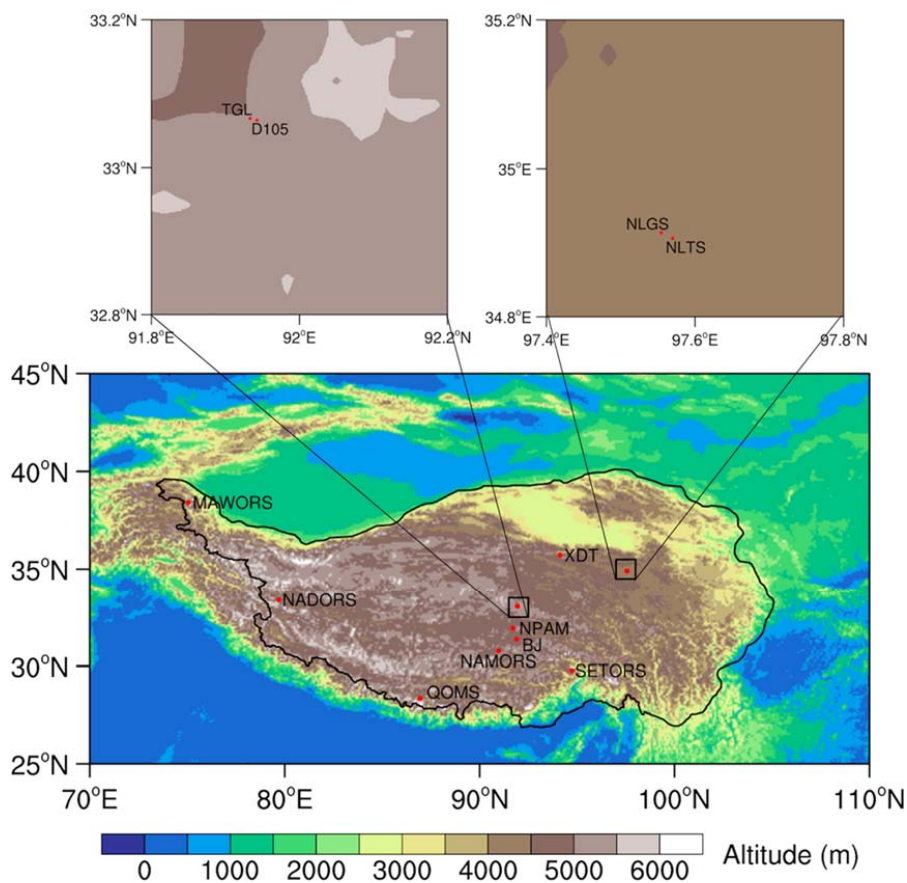 33.2°N
35.2°N
TGL
D105
33°N
35°N
NLGS
NLTS
32.8°N
34.8°E
91.8°E
92°E
92.2°E
97.4°E
97.6°E
97.8°N
45°N
40°N
MAWORS
XDT
35°N
NADORS
NPAM
BJ
NAMORS
30°N
SETORS
QOMS
25°N
70°E
80°E
90°N
100°N
110°N
0 1000 2000 3000 4000 5000 6000
Altitude (m)